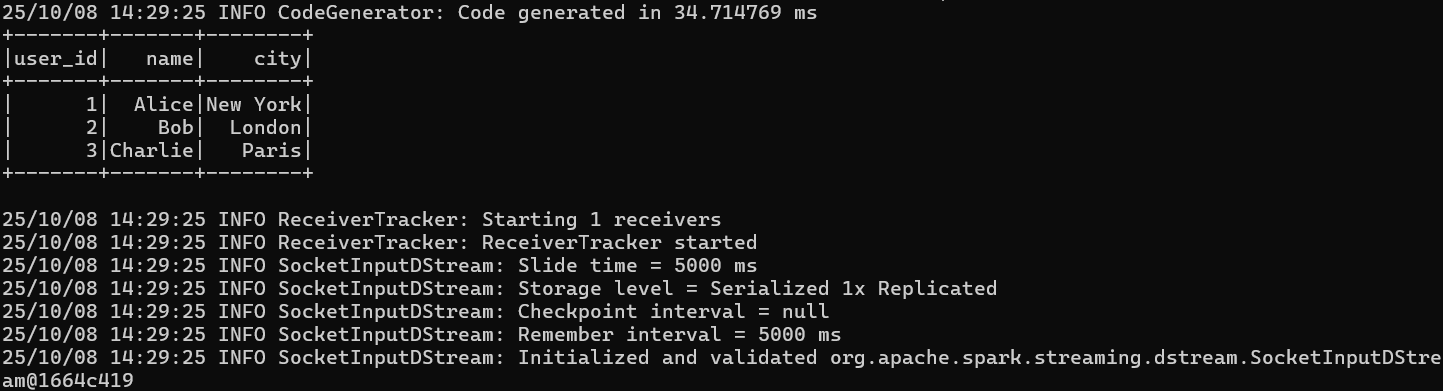 25/10/08 14:29:25 INFO CodeGenerator: Code generated in 34.714769 ms
+-------+-------+--------+
|user_id|   name|    city|
+-------+-------+--------+
|      1|  Alice|New York|
|      2|    Bob|  London|
|      3|Charlie|   Paris|
+-------+-------+--------+
25/10/08 14:29:25 INFO ReceiverTracker: Starting 1 receivers
25/10/08 14:29:25 INFO ReceiverTracker: ReceiverTracker started
25/10/08 14:29:25 INFO SocketInputDStream: Slide time = 5000 ms
25/10/08 14:29:25 INFO SocketInputDStream: Storage level = Serialized 1x Replicated
25/10/08 14:29:25 INFO SocketInputDStream: Checkpoint interval = null
25/10/08 14:29:25 INFO SocketInputDStream: Remember interval = 5000 ms
25/10/08 14:29:25 INFO SocketInputDStream: Initialized and validated org.apache.spark.streaming.dstream.SocketInputDStre
am@1664c419